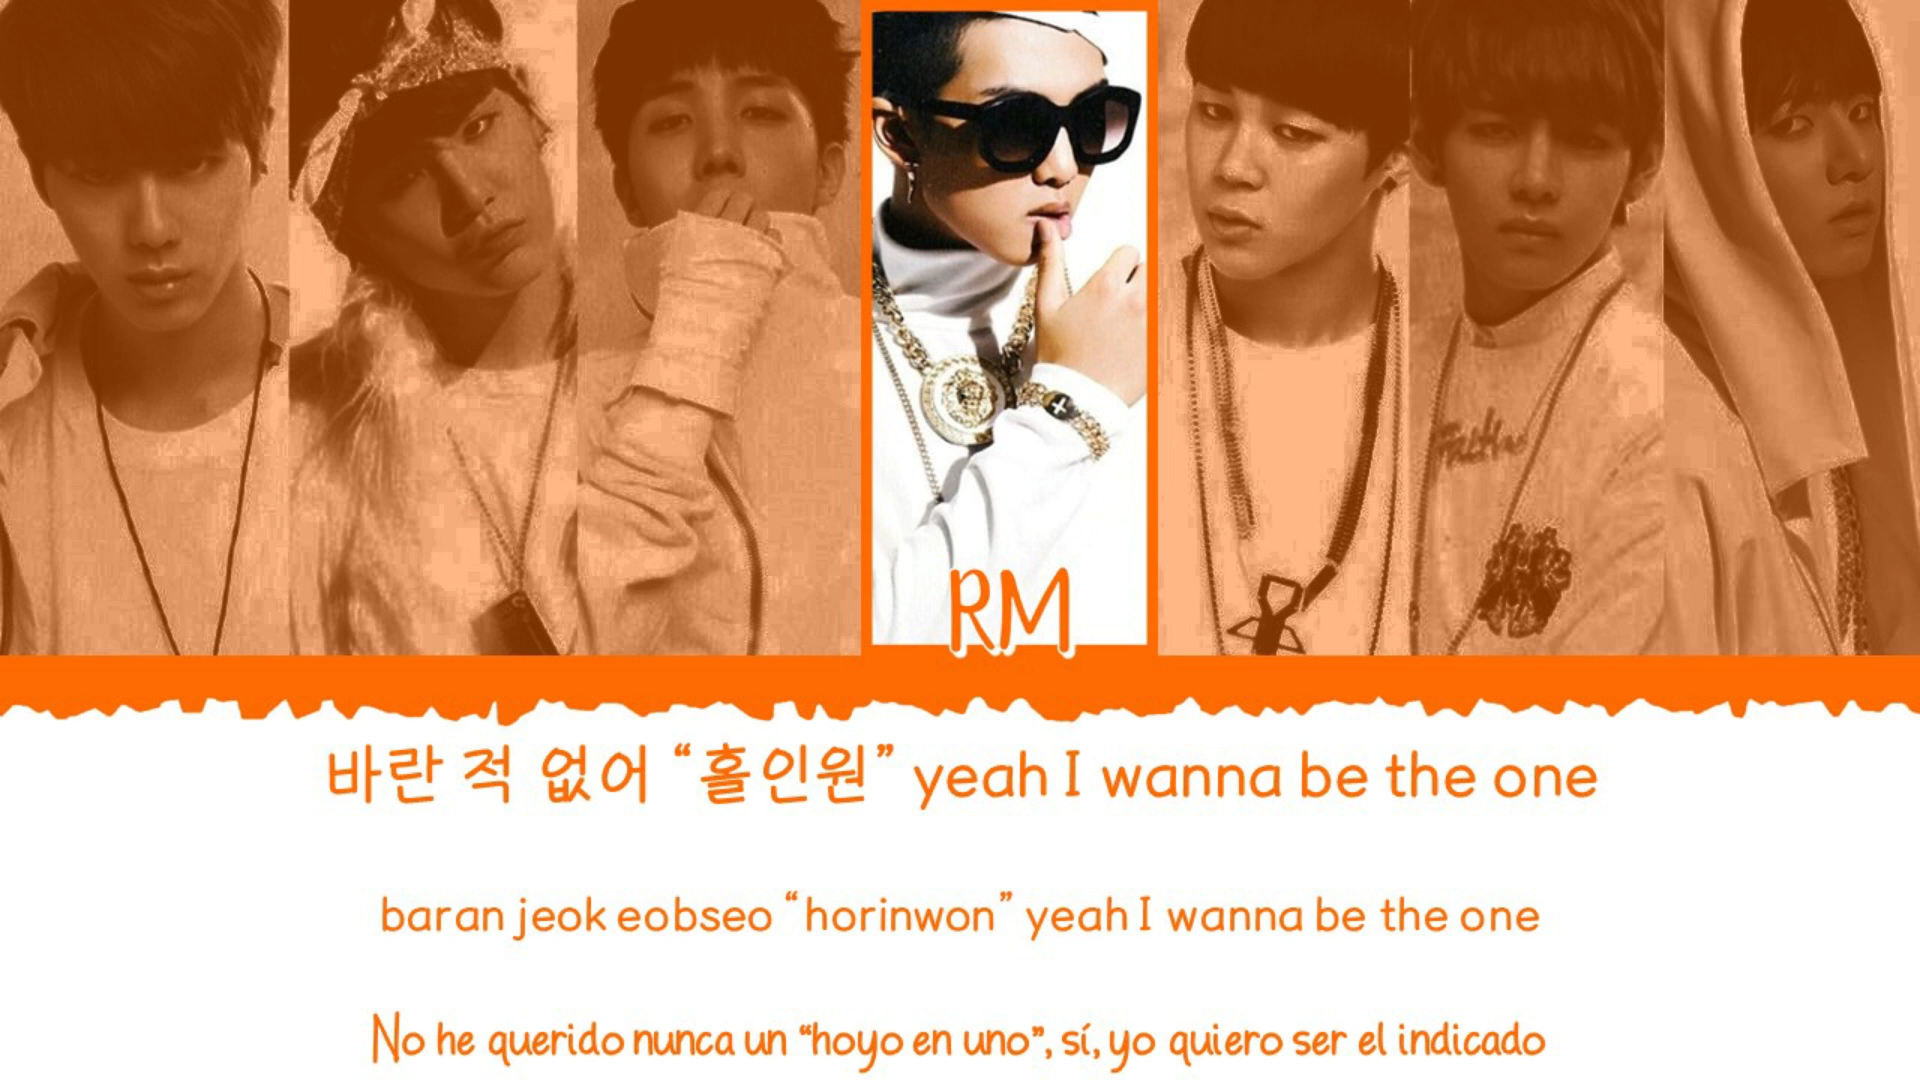 RM
바란 적 없어 “홀인원” yeah I wanna be the one
baran jeok eobseo “horinwon” yeah I wanna be the one
No he querido nunca un “hoyo en uno”, sí, yo quiero ser el indicado